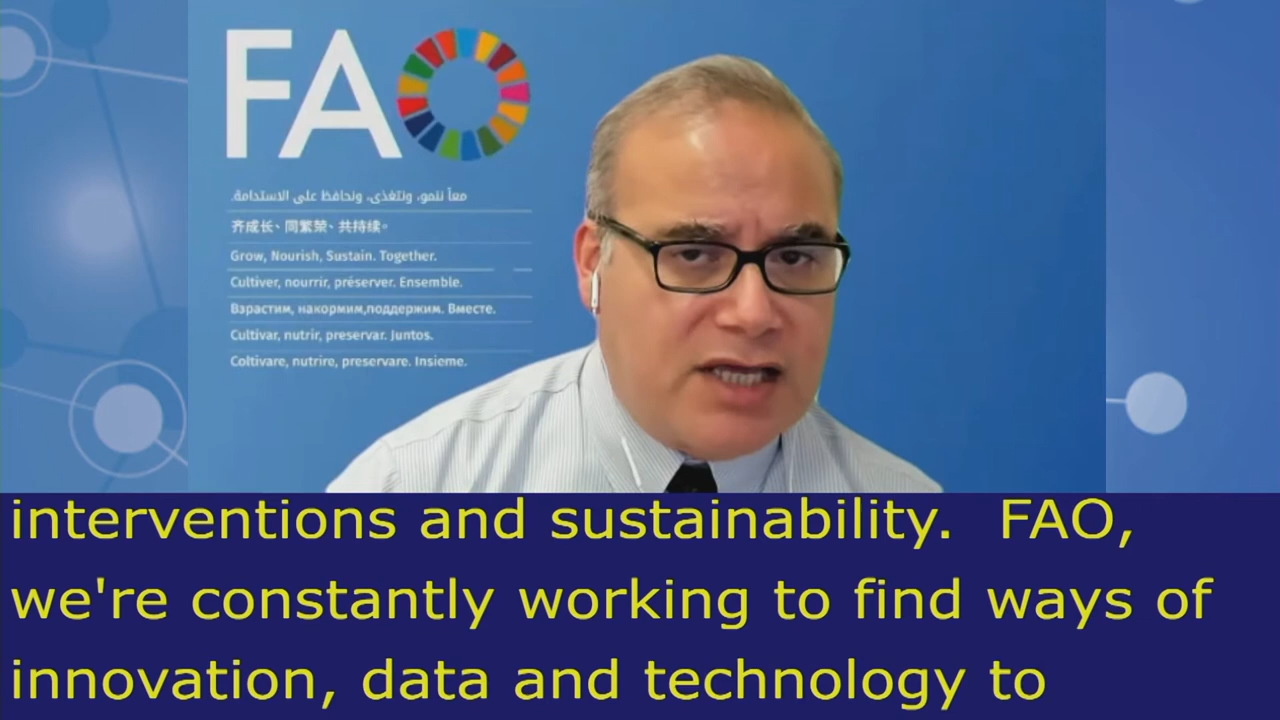 FAO
معاً ننمو، ونتغذى، ونحافظ على الاستدامة.
齐成长、同繁荣、共持续。
Grow, Nourish, Sustain. Together.
Cultiver, nourrir, préserver. Ensemble.
Взрастим, накормим,поддержим. Вместе.
Cultivar, nutrir, preservar. Juntos.
Coltivare, nutrire, preservare. Insieme.
interventions and sustainability.  FAO,
we're constantly working to find ways of
innovation, data and technology to